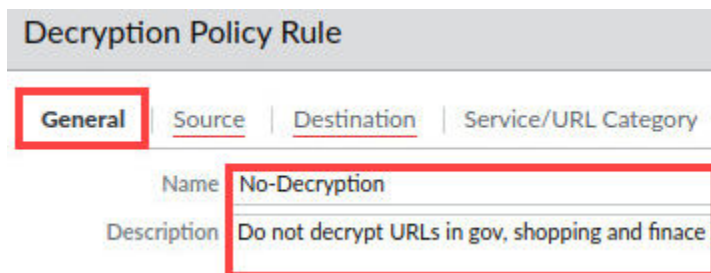 Decryption Policy Rule
General | Source | Destination | Service/URL Category
Name No-Decryption
Description Do not decrypt URLs in gov, shopping and finace